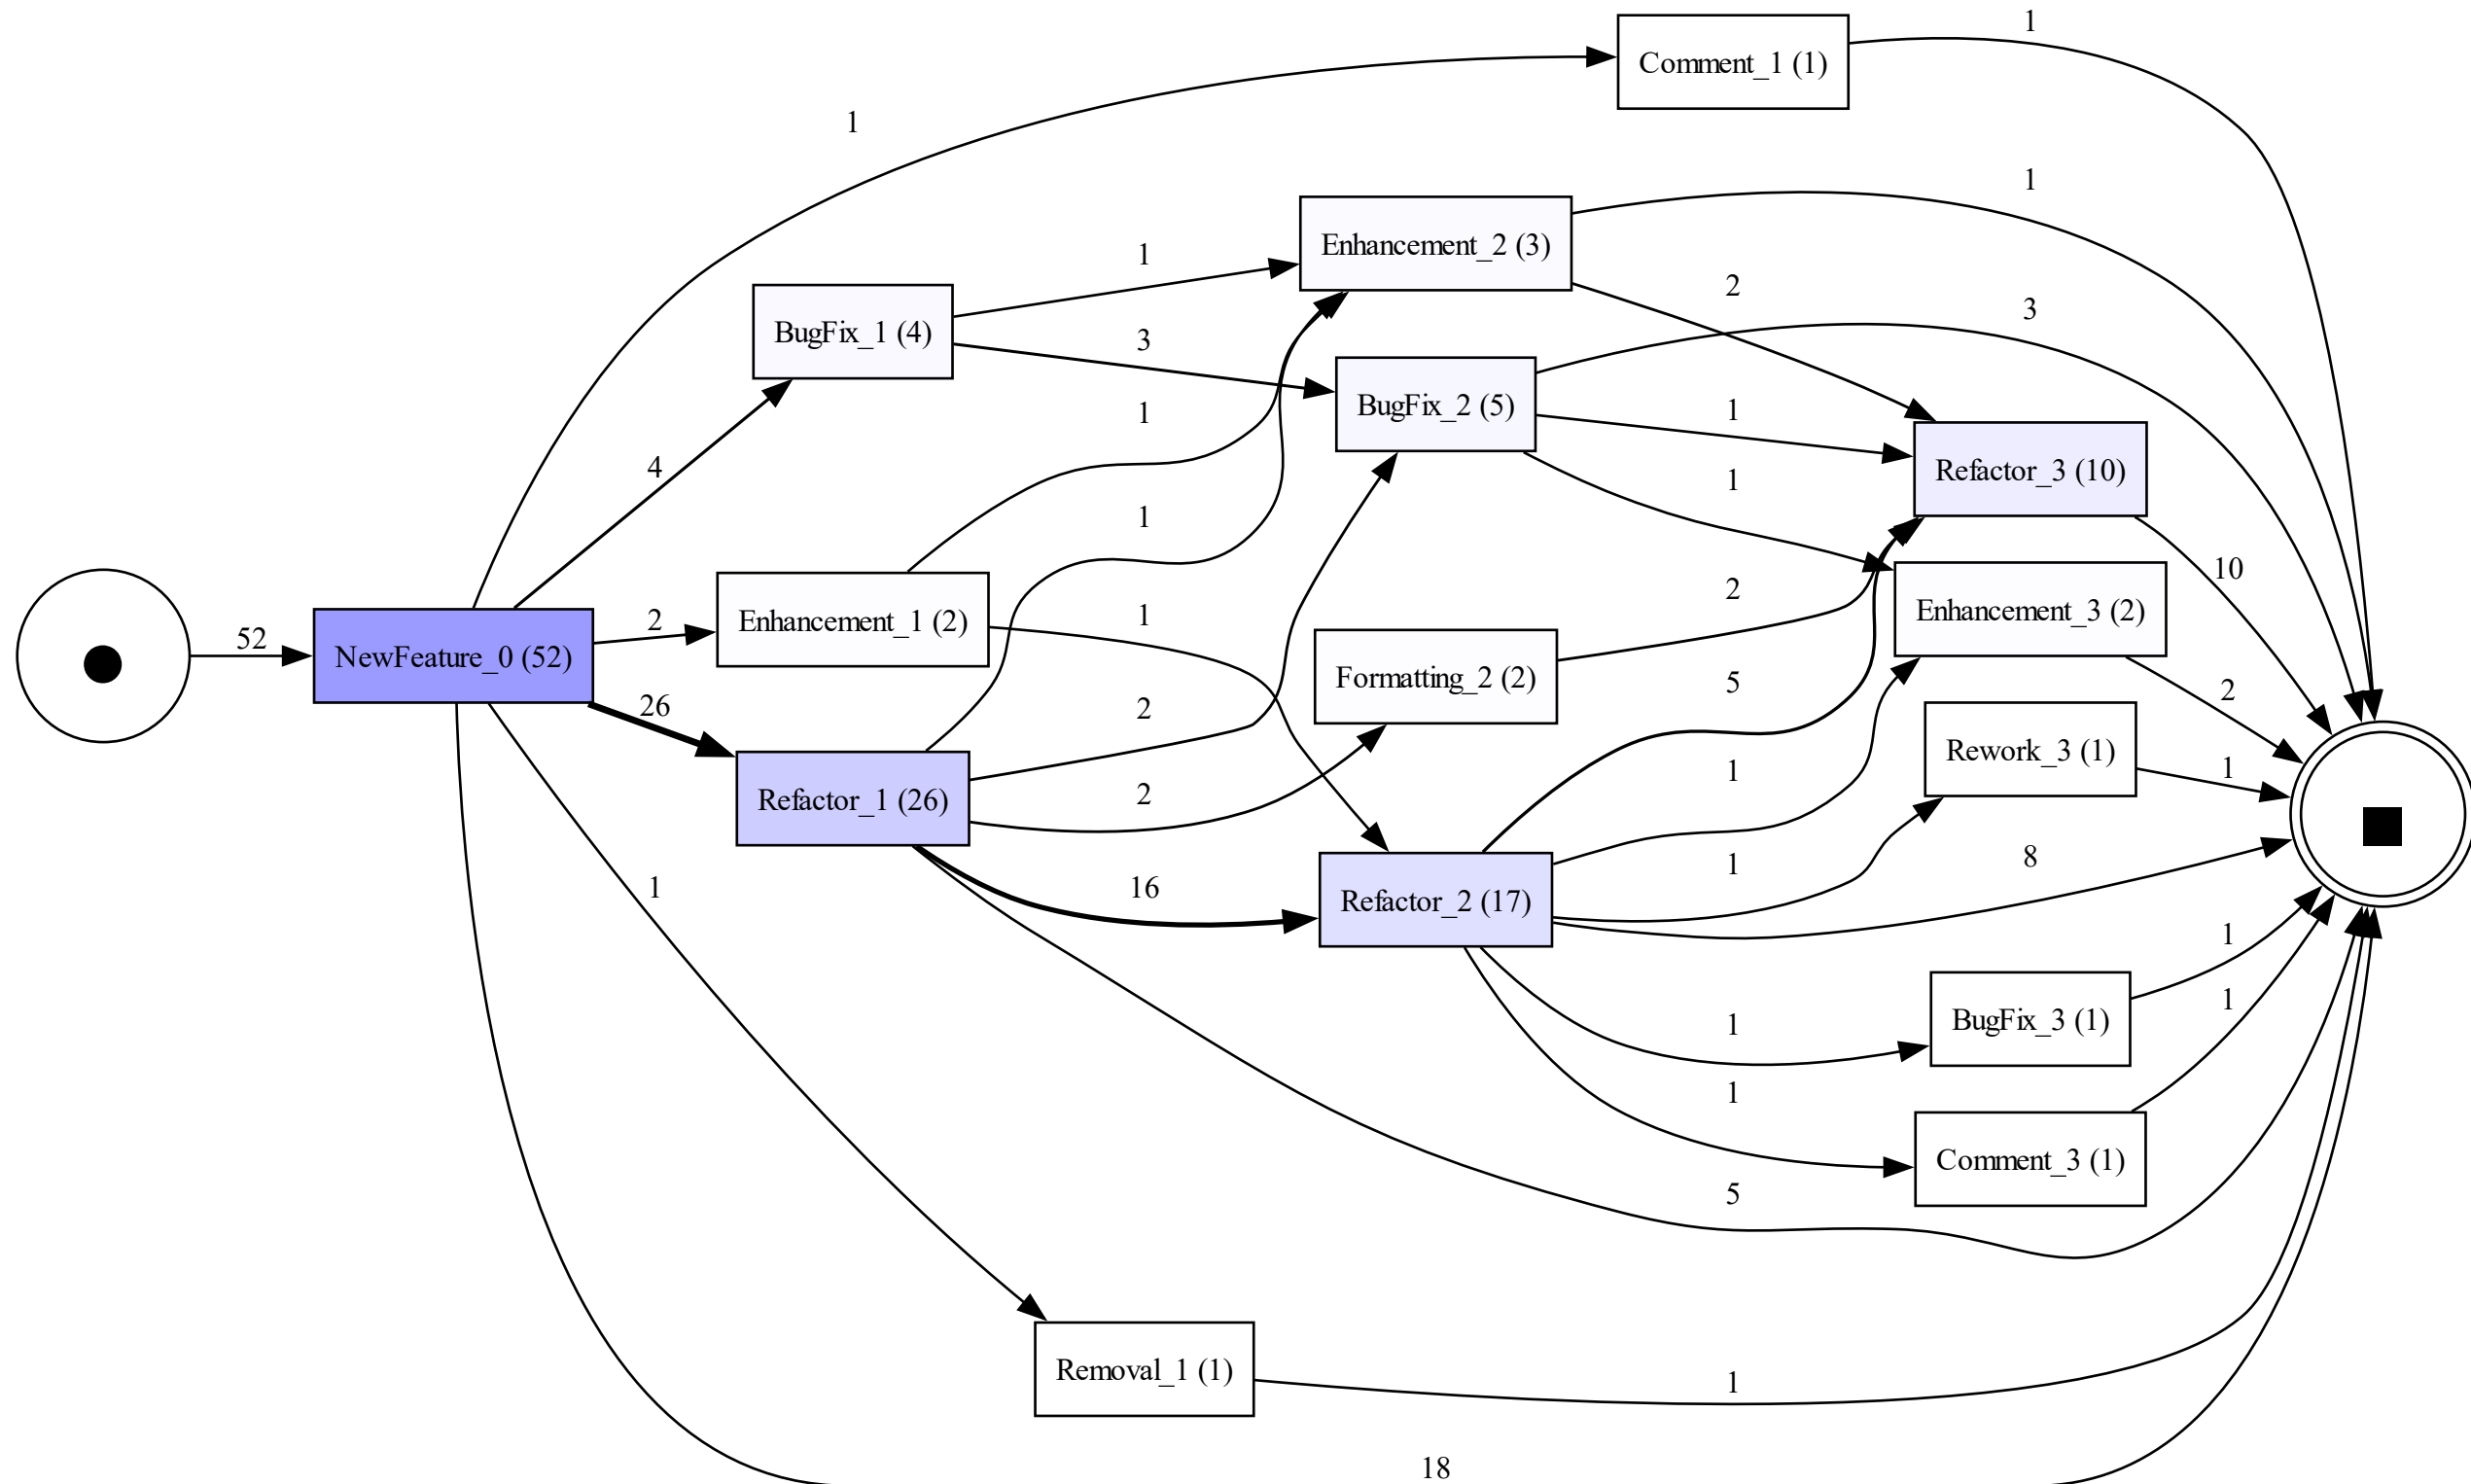 1
Comment_1 (1)
1
1
Enhancement_2 (3)
1
1
2
BugFix_1 (4)
3
3
BugFix_2 (5)
1
1
4
1
Refactor_3 (10)
1
10
52
NewFeature_0 (52)
2
Enhancement_1 (2)
1
2
Enhancement_3 (2)
26
Formatting_2 (2)
5
2
2
Refactor_1 (26)
2
1
Rework_3 (1)
1
1
16
Refactor_2 (17)
1
8
1
1
BugFix_3 (1)
1
1
Comment_3 (1)
5
Removal_1 (1)
1
18